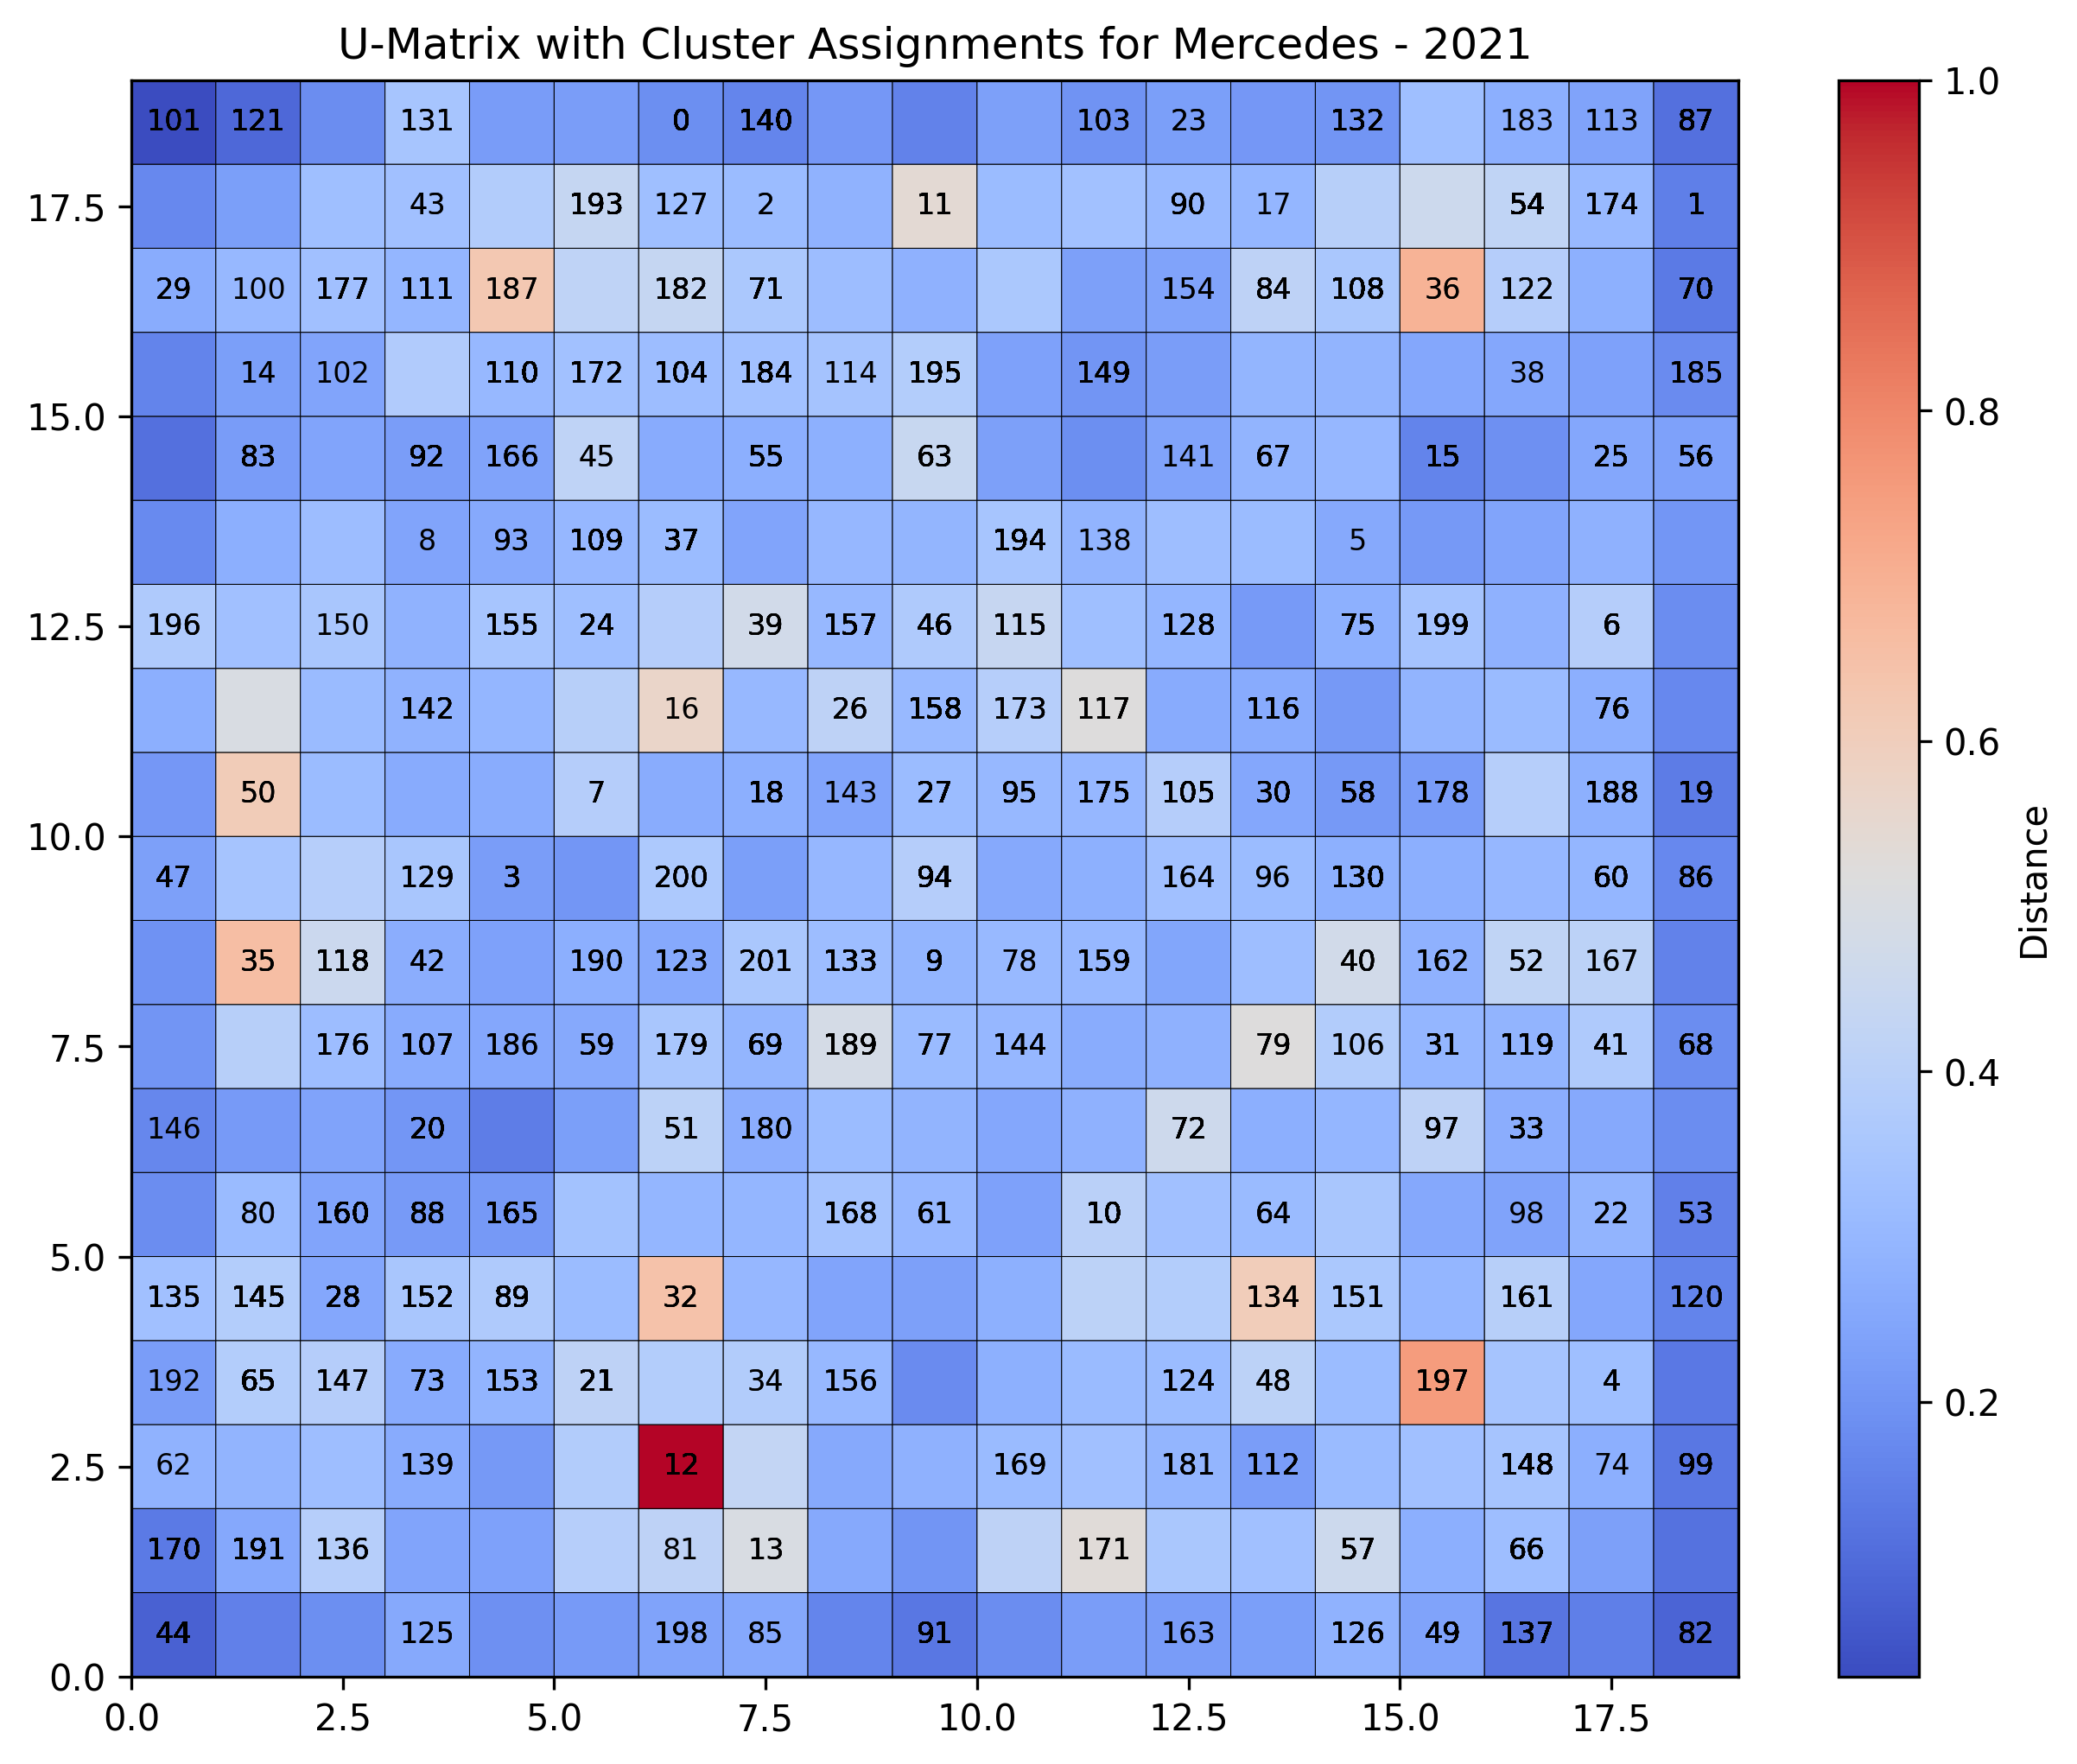 U-Matrix with Cluster Assignments for Mercedes - 2021
101 121 131 0 140 103 23 132 183 113 87
43 193 127 2 11 90 17 54 174 1
29 100 177 111 187 182 71 154 84 108 36 122 70
14 102 110 172 104 184 114 195 149 38 185
83 92 166 45 55 63 141 67 15 25 56
8 93 109 37 194 138 5
196 150 155 24 39 157 46 115 128 75 199 6
142 16 26 158 173 117 116 76
50 7 18 143 27 95 175 105 30 58 178 188 19
47 129 3 200 94 164 96 130 60 86
35 118 42 190 123 201 133 9 78 159 40 162 52 167
176 107 186 59 179 69 189 77 144 79 106 31 119 41 68
146 20 51 180 72 97 33
80 160 88 165 168 61 10 64 98 22 53
135 145 28 152 89 32 134 151 161 120
192 65 147 73 153 21 34 156 124 48 197 4
62 139 12 169 181 112 148 74 99
170 191 136 81 13 171 57 66
44 125 198 85 91 163 126 49 137 82
17.5
15.0
12.5
10.0
7.5
5.0
2.5
0.0
0.0 2.5 5.0 7.5 10.0 12.5 15.0 17.5
1.0
0.8
0.6
0.4
0.2
Distance